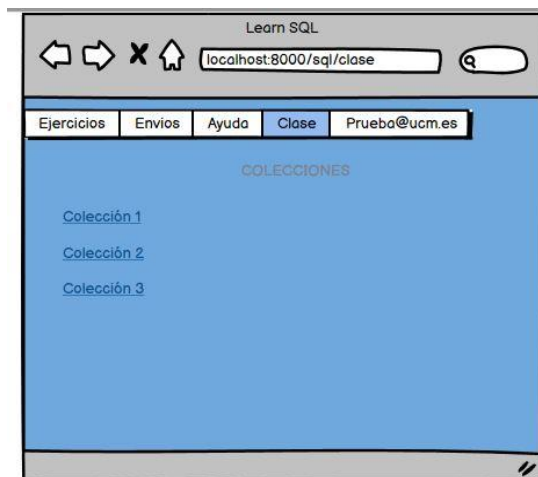 Learn SQL
localhost:8000/sql/clase
Ejercicios Envios Ayuda Clase Prueba@ucm.es
COLECCIONES
Colección 1
Colección 2
Colección 3